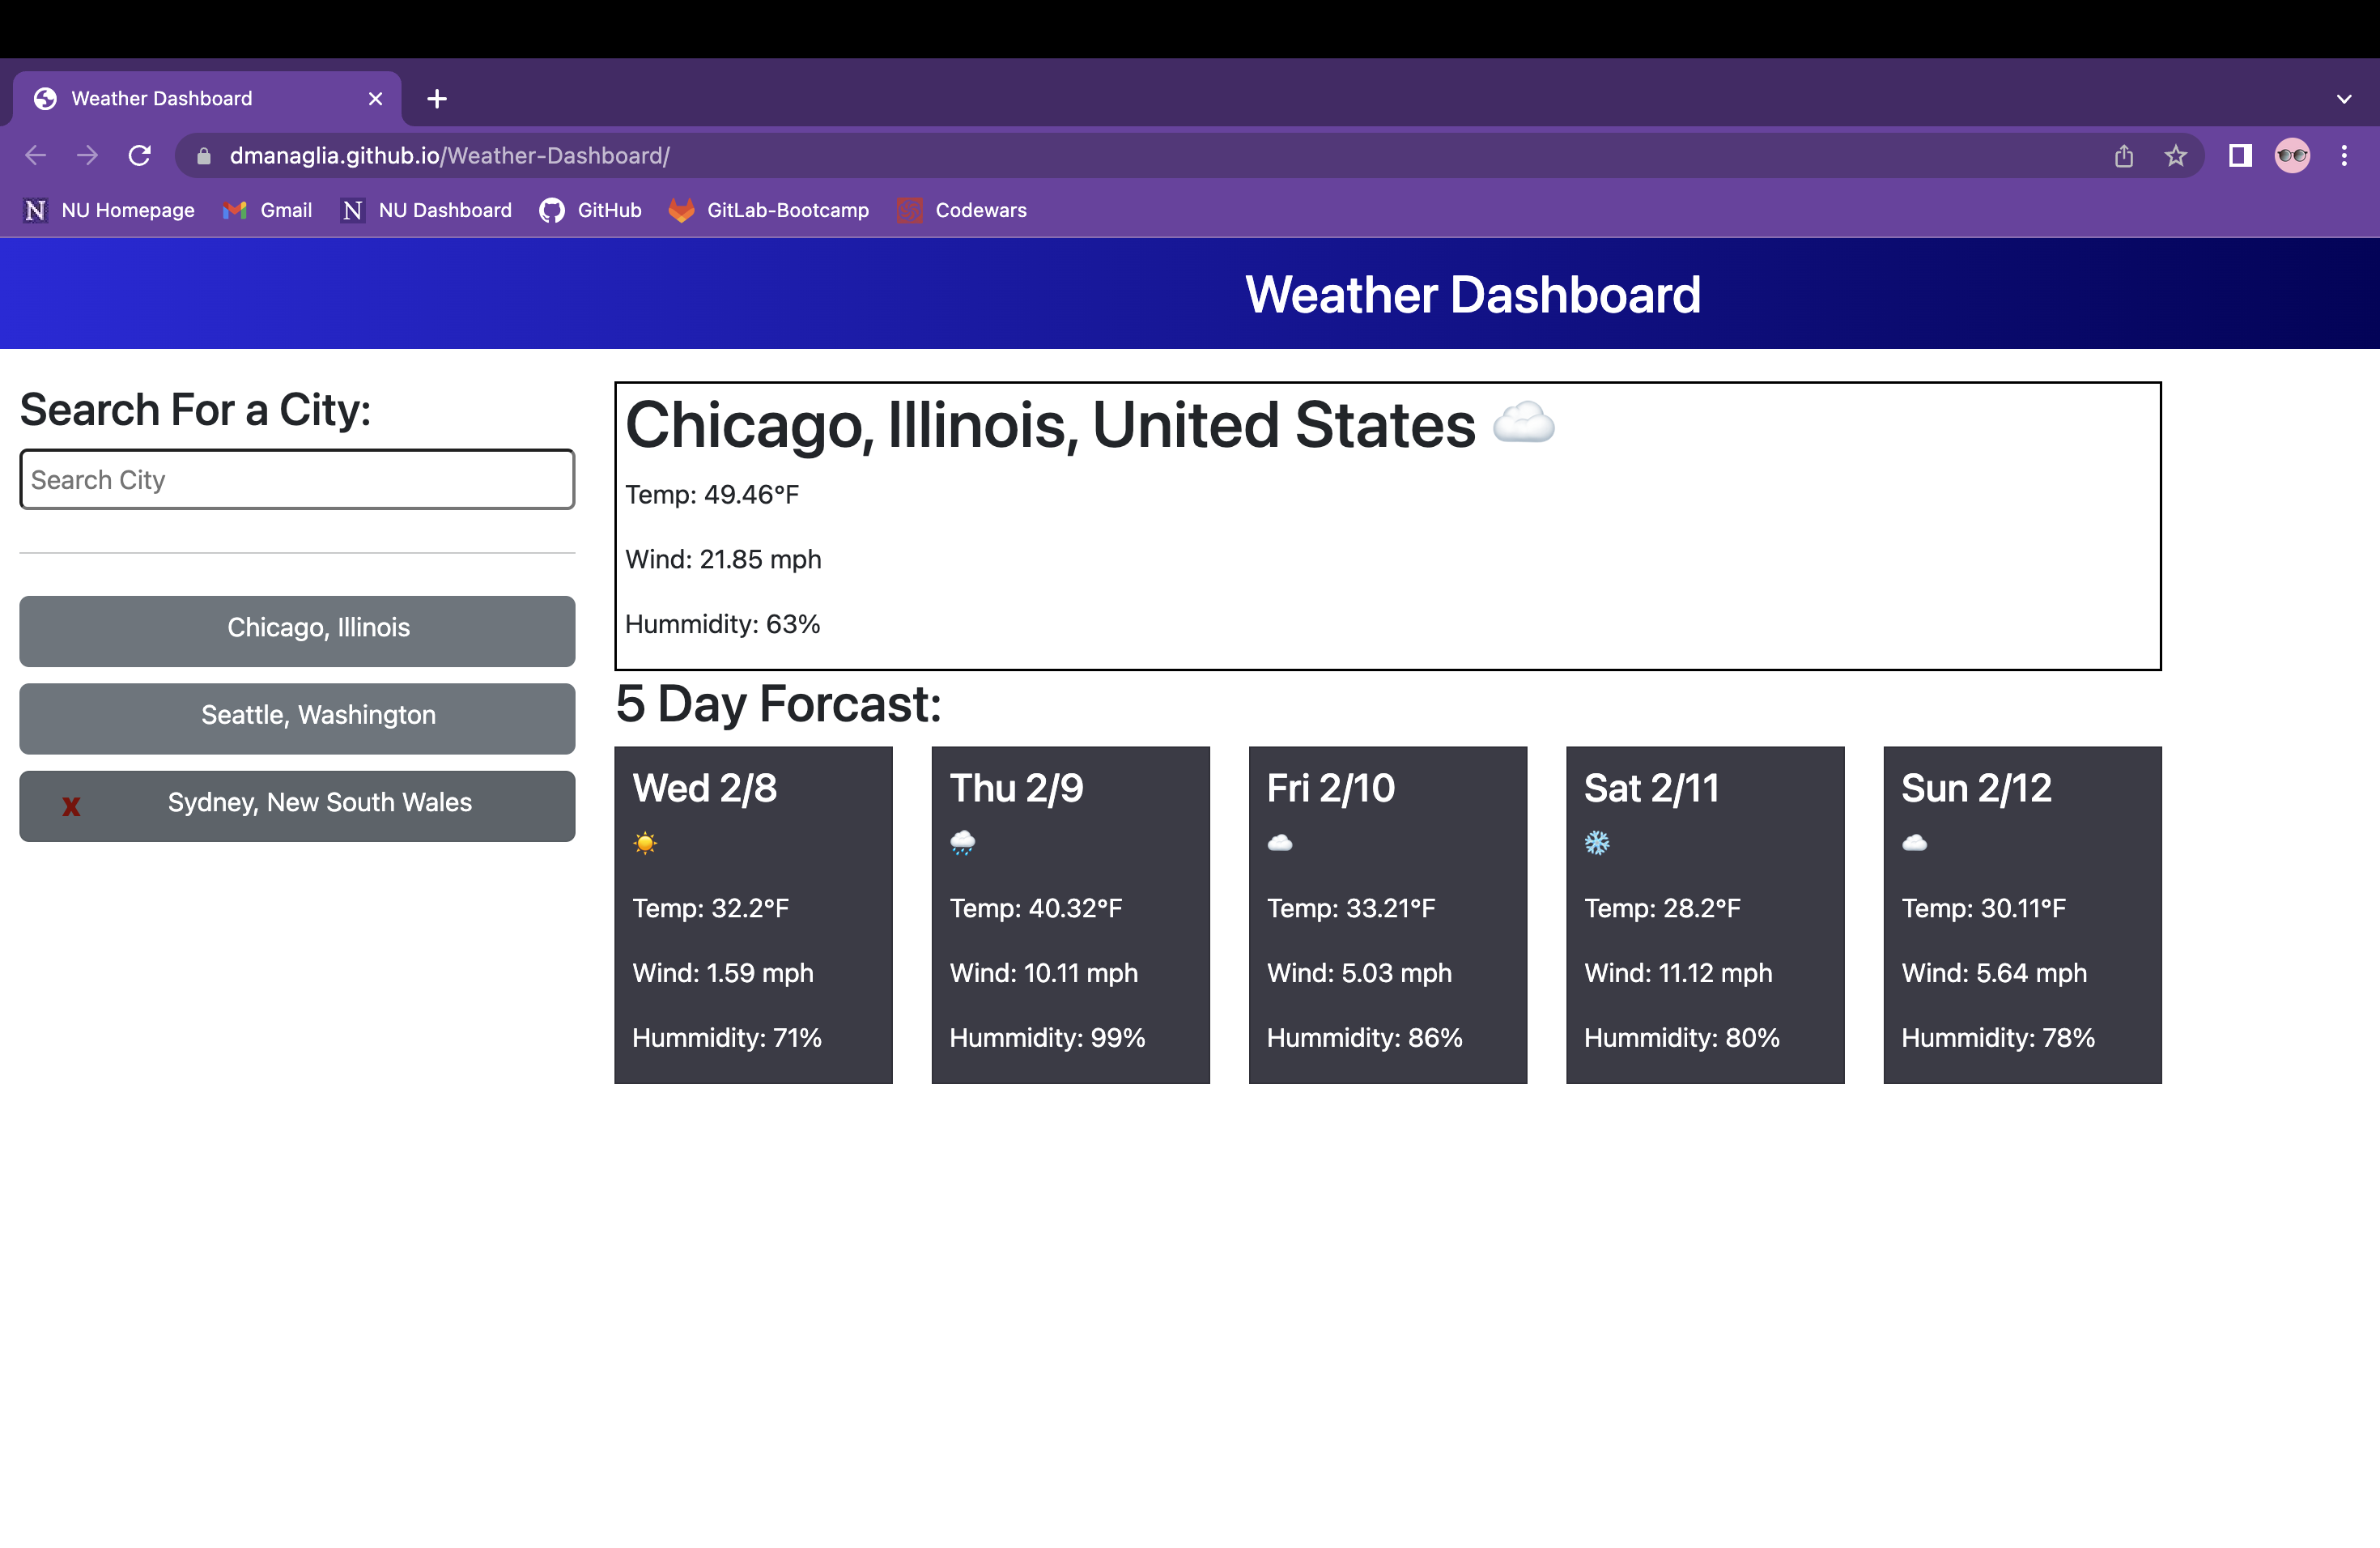 Weather Dashboard
dmanaglia.github.io/Weather-Dashboard/
NU Homepage Gmail NU Dashboard GitHub GitLab-Bootcamp Codewars
Weather Dashboard
Search For a City:
Search City
Chicago, Illinois
Seattle, Washington
x Sydney, New South Wales
Chicago, Illinois, United States
Temp: 49.46°F
Wind: 21.85 mph
Hummidity: 63%
5 Day Forcast:
Wed 2/8
Temp: 32.2°F
Wind: 1.59 mph
Hummidity: 71%
Thu 2/9
Temp: 40.32°F
Wind: 10.11 mph
Hummidity: 99%
Fri 2/10
Temp: 33.21°F
Wind: 5.03 mph
Hummidity: 86%
Sat 2/11
Temp: 28.2°F
Wind: 11.12 mph
Hummidity: 80%
Sun 2/12
Temp: 30.11°F
Wind: 5.64 mph
Hummidity: 78%